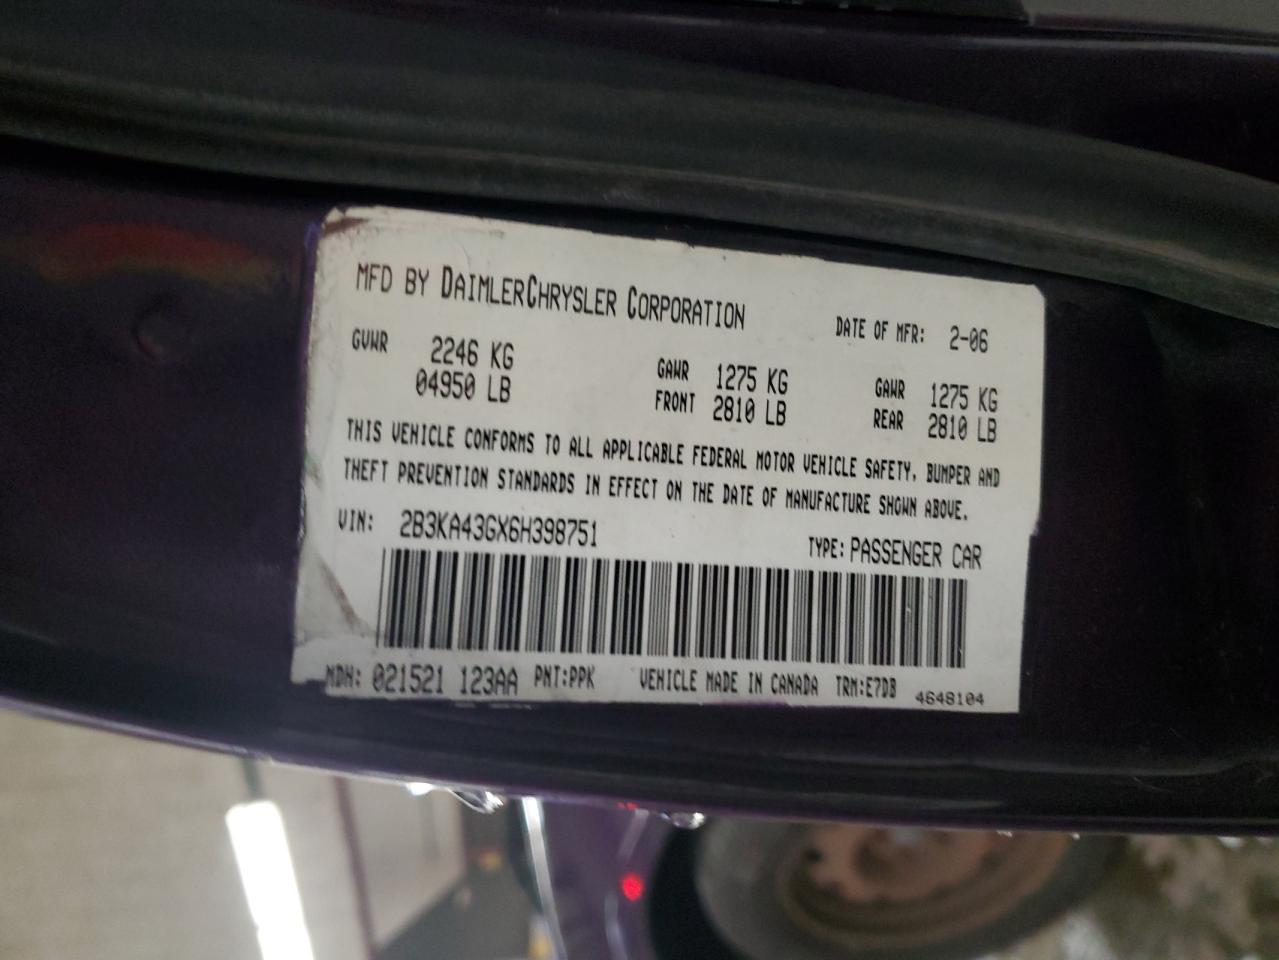 MFD BY DAIMLERCHRYSLER CORPORATION DATE OF MFR: 2-06
GVWR 2246 KG GAWR 1275 KG GAWR 1275 KG
04950 LB FRONT 2810 LB REAR 2810 LB
THIS VEHICLE CONFORMS TO ALL APPLICABLE FEDERAL MOTOR VEHICLE SAFETY, BUMPER AND
THEFT PREVENTION STANDARDS IN EFFECT ON THE DATE OF MANUFACTURE SHOWN ABOVE.
VIN: 2B3KA43GX6H398751 TYPE: PASSENGER CAR
MDH: 021521 123AA PNT:PPK VEHICLE MADE IN CANADA TRM:E7DB 4648104